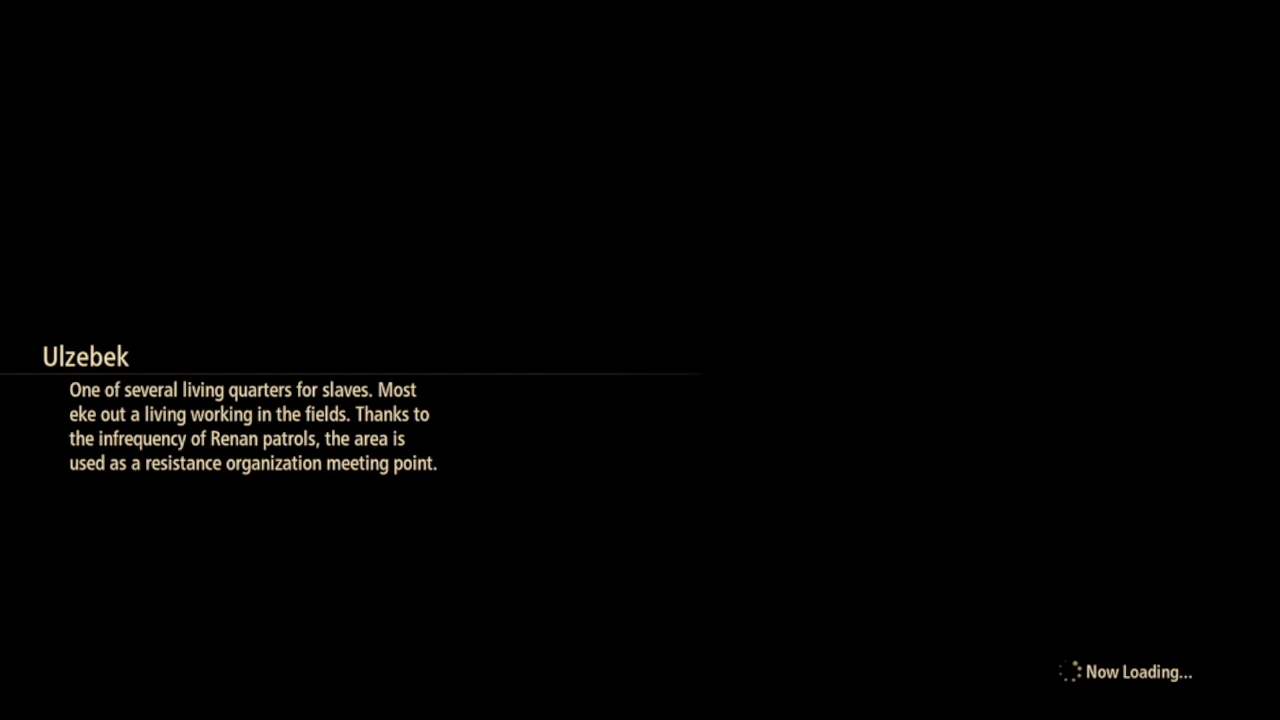 Ulzebek
One of several living quarters for slaves. Most
eke out a living working in the fields. Thanks to
the infrequency of Renan patrols, the area is
used as a resistance organization meeting point.
Now Loading...